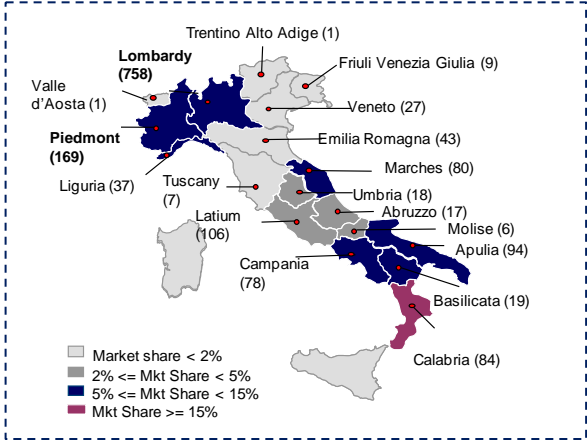 Trentino Alto Adige (1)
Lombardy
(758)
Friuli Venezia Giulia (9)
Valle
d'Aosta (1)
Veneto (27)
Piedmont
(169)
Emilia Romagna (43)
Marches (80)
Liguria (37)
Tuscany
(7)
Umbria (18)
Abruzzo (17)
Latium
(106)
Molise (6)
Apulia (94)
Campania
(78)
Basilicata (19)
Calabria (84)
Market share < 2%
2% <= Mkt Share < 5%
5% <= Mkt Share < 15%
Mkt Share >= 15%